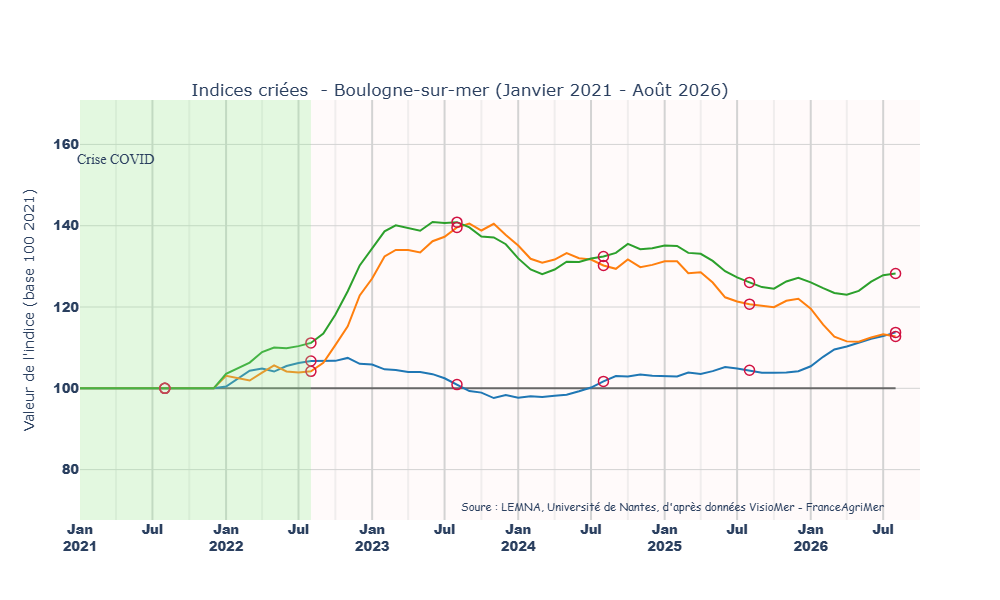 Indices criées  - Boulogne-sur-mer (Janvier 2021 - Août 2026)
Valeur de l'indice (base 100 2021)
160
Crise COVID
140
120
100
80
Soure : LEMNA, Université de Nantes, d'après données VisioMer - FranceAgriMer
Jan Jul Jan Jul Jan Jul Jan Jul Jan Jul Jan Jul
2021 2022 2023 2024 2025 2026